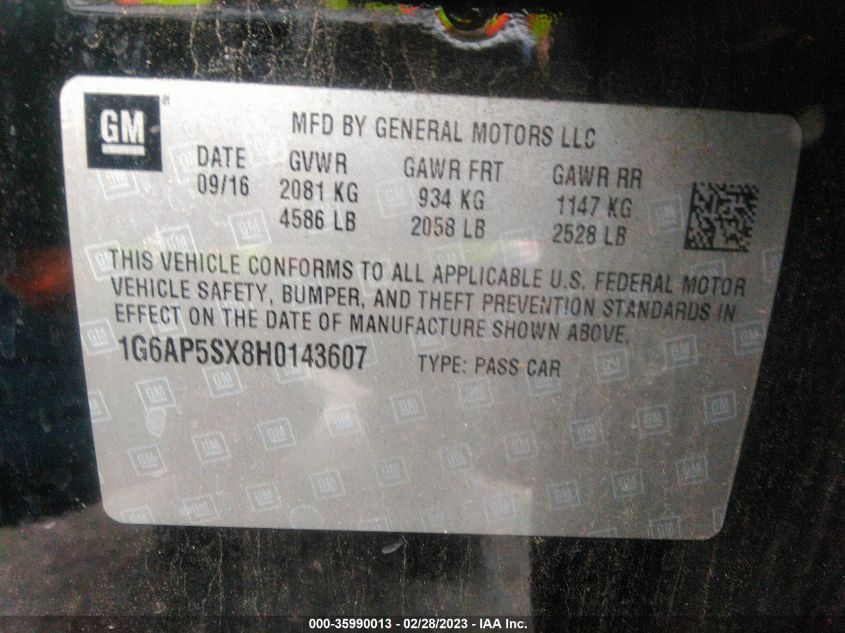 GM
MFD BY GENERAL MOTORS LLC
DATE GVWR GAWR FRT GAWR RR
09/16 2081 KG 934 KG 1147 KG
4586 LB 2058 LB 2528 LB
THIS VEHICLE CONFORMS TO ALL APPLICABLE U.S. FEDERAL MOTOR
VEHICLE SAFETY, BUMPER, AND THEFT PREVENTION STANDARDS IN
EFFECT ON THE DATE OF MANUFACTURE SHOWN ABOVE.
1G6AP5SX8H0143607 TYPE: PASS CAR
000-35990013 - 02/28/2023 - IAA Inc.